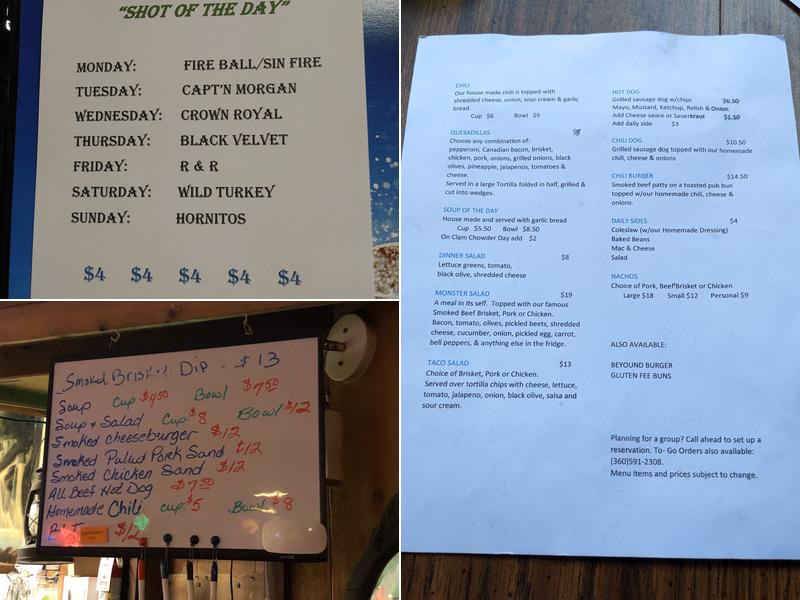 "SHOT OF THE DAY"
MONDAY: FIRE BALL/SIN FIRE
TUESDAY: CAPT'N MORGAN
WEDNESDAY: CROWN ROYAL
THURSDAY: BLACK VELVET
FRIDAY: R & R
SATURDAY: WILD TURKEY
SUNDAY: HORNITOS
$4 $4 $4 $4 $4
Smoked Brisket Dip - $13
Soup Cup $4.50 Bowl $7.50
Soup & Salad Cup $8 Bowl $12
Smoked cheeseburger $12
Smoked Pulud Pork Sand $12
Smoked Chicken Sand $12
All Beef Hot Dog $7.50
Homemade Chili cup $5 Bowl $8
$12
CHILI
Our house made chili is topped with
shredded cheese, onion, sour cream & garlic
bread.
Cup $6 Bowl $9
QUESADILLAS
Choose any combination of:
pepperoni, Canadian bacon, brisket,
chicken, pork, onions, grilled onions, black
olives, pineapple, jalapenos, tomatoes &
cheese.
Served in a large Tortilla folded in half, grilled &
cut into wedges.
SOUP OF THE DAY
House made and served with garlic bread
Cup $5.50 Bowl $8.50
On Clam Chowder Day add $2
DINNER SALAD $8
Lettuce greens, tomato,
black olive, shredded cheese
MONSTER SALAD $19
A meal in its self. Topped with our famous
Smoked Beef Brisket, Pork or Chicken.
Bacon, tomato, olives, pickled beets, shredded
cheese, cucumber, onion, pickled egg, carrot,
bell peppers, & anything else in the fridge.
TACO SALAD $13
Choice of Brisket, Pork or Chicken.
Served over tortilla chips with cheese, lettuce,
tomato, jalapeno, onion, black olive, salsa and
sour cream.
HOT DOG
Grilled sausage dog w/chips $6.50
Mayo, Mustard, Ketchup, Relish & Onion
Add Cheese sauce or Sauerkraut $1.50
Add daily side $3
CHILI DOG $10.50
Grilled sausage dog topped with our homemade
chili, cheese & onions
CHILI BURGER $14.50
Smoked beef patty on a toasted pub bun
topped w/our homemade chili, cheese &
onions.
DAILY SIDES $4
Coleslaw (w/our Homemade Dressing)
Baked Beans
Mac & Cheese
Salad
NACHOS
Choice of Pork, Beef Brisket or Chicken
Large $18 Small $12 Personal $9
ALSO AVAILABLE:
BEYOUND BURGER
GLUTEN FEE BUNS
Planning for a group? Call ahead to set up a
reservation. To- Go Orders also available:
(360)591-2308.
Menu items and prices subject to change.